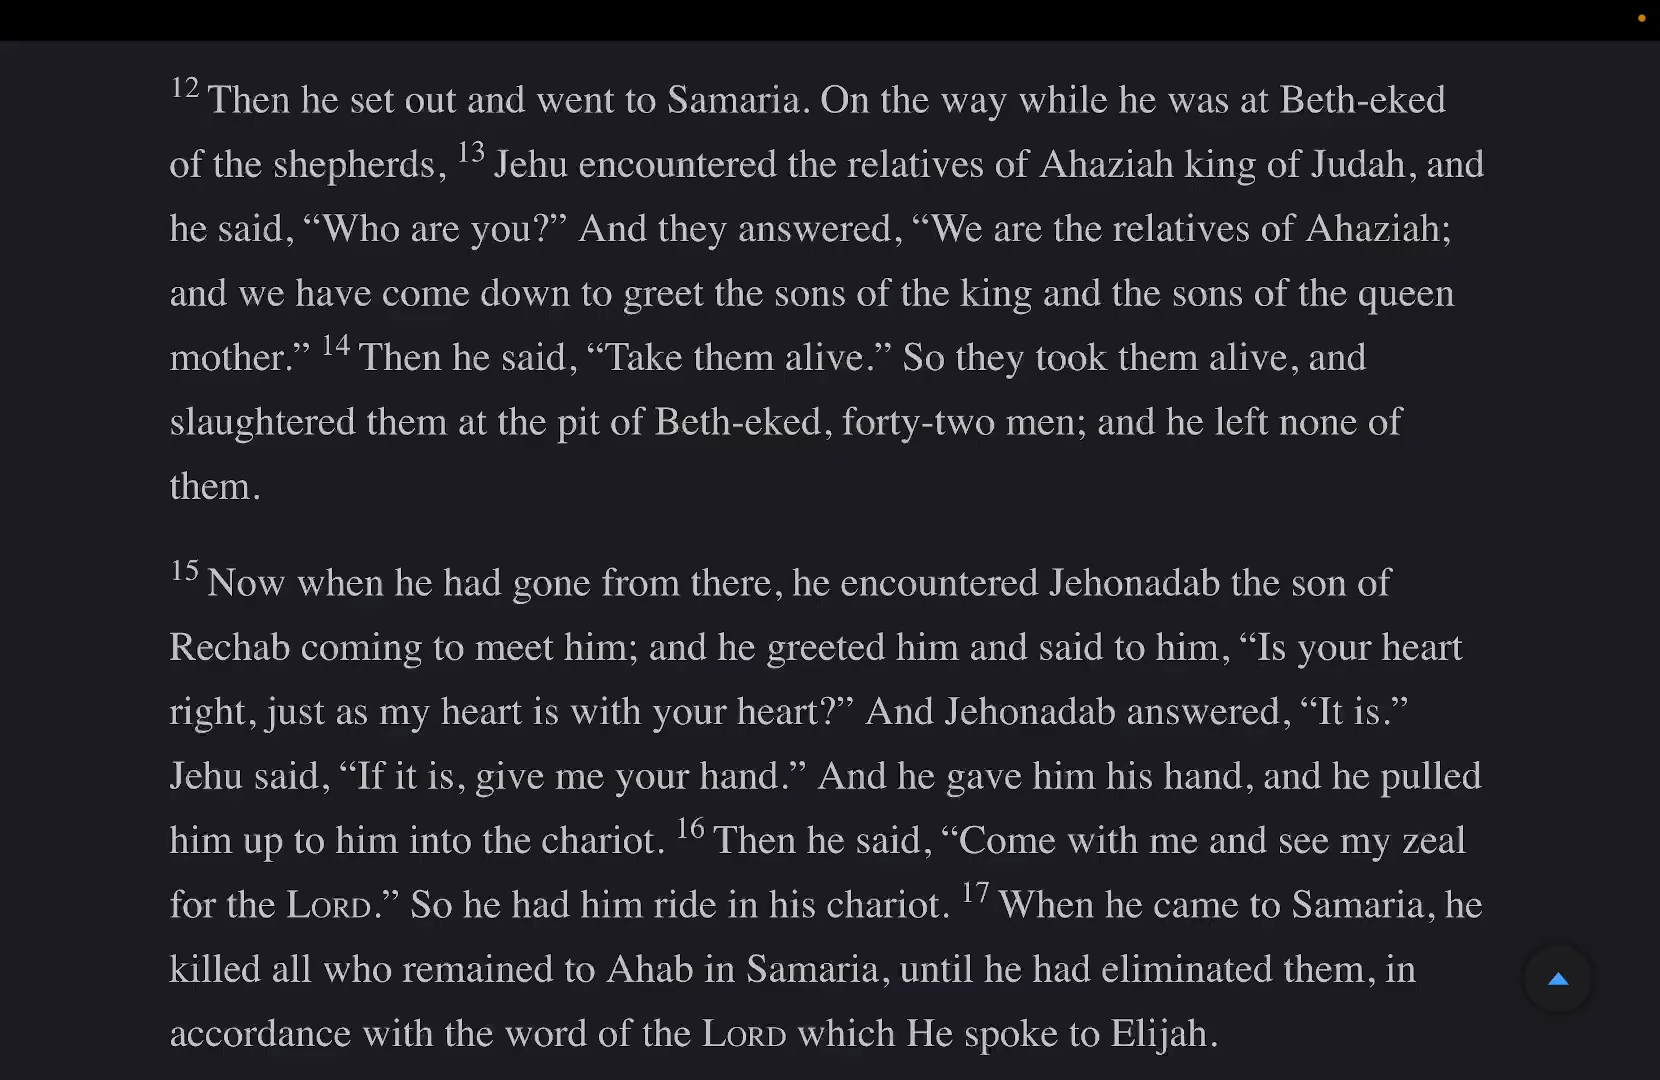 12 Then he set out and went to Samaria. On the way while he was at Beth-eked
of the shepherds, 13 Jehu encountered the relatives of Ahaziah king of Judah, and
he said, “Who are you?” And they answered, “We are the relatives of Ahaziah;
and we have come down to greet the sons of the king and the sons of the queen
mother.” 14 Then he said, “Take them alive.” So they took them alive, and
slaughtered them at the pit of Beth-eked, forty-two men; and he left none of
them.
15 Now when he had gone from there, he encountered Jehonadab the son of
Rechab coming to meet him; and he greeted him and said to him, “Is your heart
right, just as my heart is with your heart?” And Jehonadab answered, “It is.”
Jehu said, “If it is, give me your hand.” And he gave him his hand, and he pulled
him up to him into the chariot. 16 Then he said, “Come with me and see my zeal
for the LORD.” So he had him ride in his chariot. 17 When he came to Samaria, he
killed all who remained to Ahab in Samaria, until he had eliminated them, in
accordance with the word of the LORD which He spoke to Elijah.